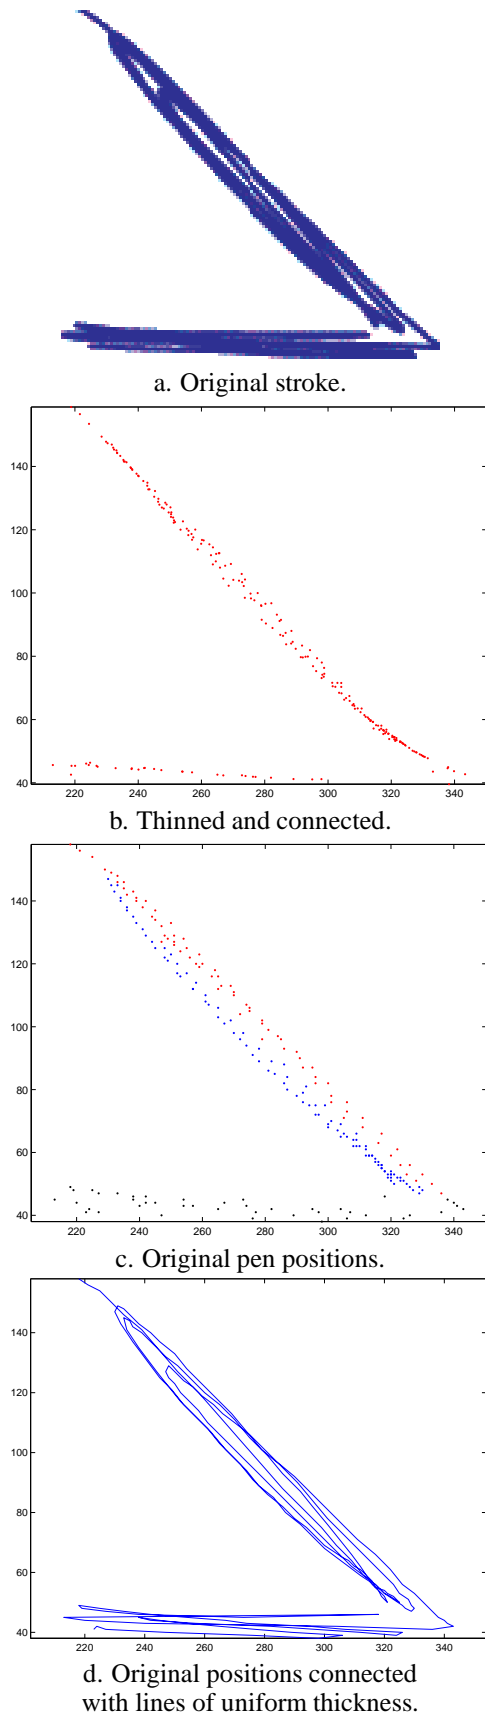 a. Original stroke.
140
120
100
80
60
40
220 240 260 280 300 320 340
b. Thinned and connected.
140
120
100
80
60
40
220 240 260 280 300 320 340
c. Original pen positions.
140
120
100
80
60
40
220 240 260 280 300 320 340
d. Original positions connected
with lines of uniform thickness.